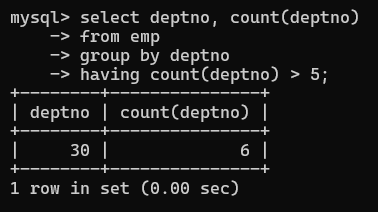 mysql> select deptno, count(deptno)
    -> from emp
    -> group by deptno
    -> having count(deptno) > 5;
+--------+---------------+
| deptno | count(deptno) |
+--------+---------------+
|     30 |             6 |
+--------+---------------+
1 row in set (0.00 sec)